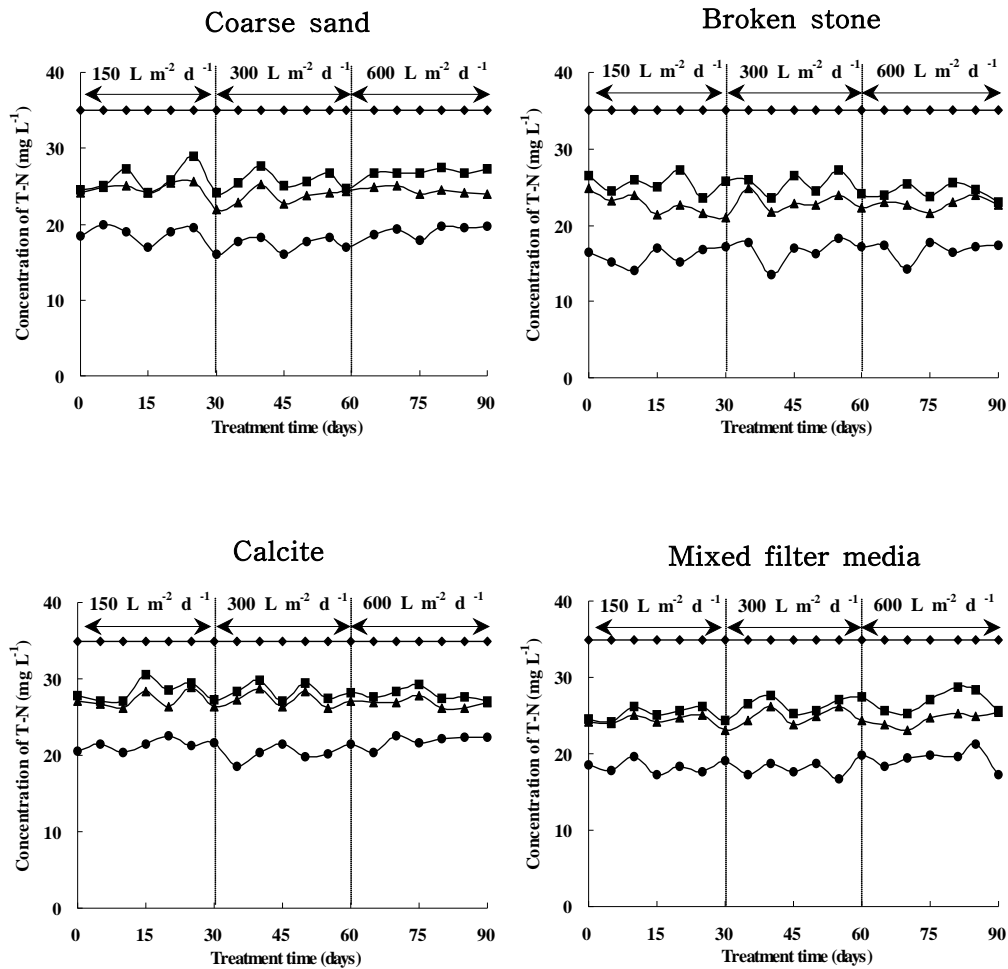 Coarse sand
150 L m⁻² d ⁻¹ 300 L m⁻² d ⁻¹ 600 L m⁻² d ⁻¹
Concentration of T-N (mg L⁻¹)
40
30
20
10
0
0 15 30 45 60 75 90
Treatment time (days)
Broken stone
150 L m⁻² d ⁻¹ 300 L m⁻² d ⁻¹ 600 L m⁻² d ⁻¹
Concentration of T-N (mg L⁻¹)
40
30
20
10
0
0 15 30 45 60 75 90
Treatment time (days)
Calcite
150 L m⁻² d ⁻¹ 300 L m⁻² d ⁻¹ 600 L m⁻² d ⁻¹
Concentration of T-N (mg L⁻¹)
40
30
20
10
0
0 15 30 45 60 75 90
Treatment time (days)
Mixed filter media
150 L m⁻² d ⁻¹ 300 L m⁻² d ⁻¹ 600 L m⁻² d ⁻¹
Concentration of T-N (mg L⁻¹)
40
30
20
10
0
0 15 30 45 60 75 90
Treatment time (days)